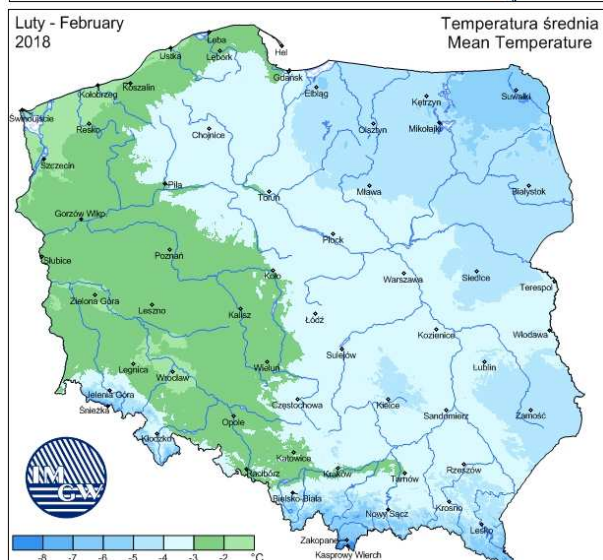 Luty - February
2018
Temperatura średnia
Mean Temperature
Łeba
Hel
Ustka
Lębork
Gdańsk
Koszalin
Kołobrzeg
Elbląg
Kętrzyn
Suwałki
Świnoujście
Resko
Chojnice
Olsztyn
Mikołajki
Szczecin
Piła
Toruń
Mława
Białystok
Gorzów Wlkp.
Płock
Słubice
Poznań
Koło
Warszawa
Siedlce
Terespol
Zielona Góra
Leszno
Kalisz
Łódź
Kozienice
Włodawa
Legnica
Wrocław
Wieluń
Sulejów
Lublin
Jelenia Góra
Śnieżka
Opole
Częstochowa
Kielce
Sandomierz
Zamość
Kłodzko
Racibórz
Katowice
Kraków
Tarnów
Rzeszów
Bielsko-Biała
Nowy Sącz
Krosno
Lesko
Zakopane
Kasprowy Wierch
IM
GW
-8 -7 -6 -5 -4 -3 -2 °C